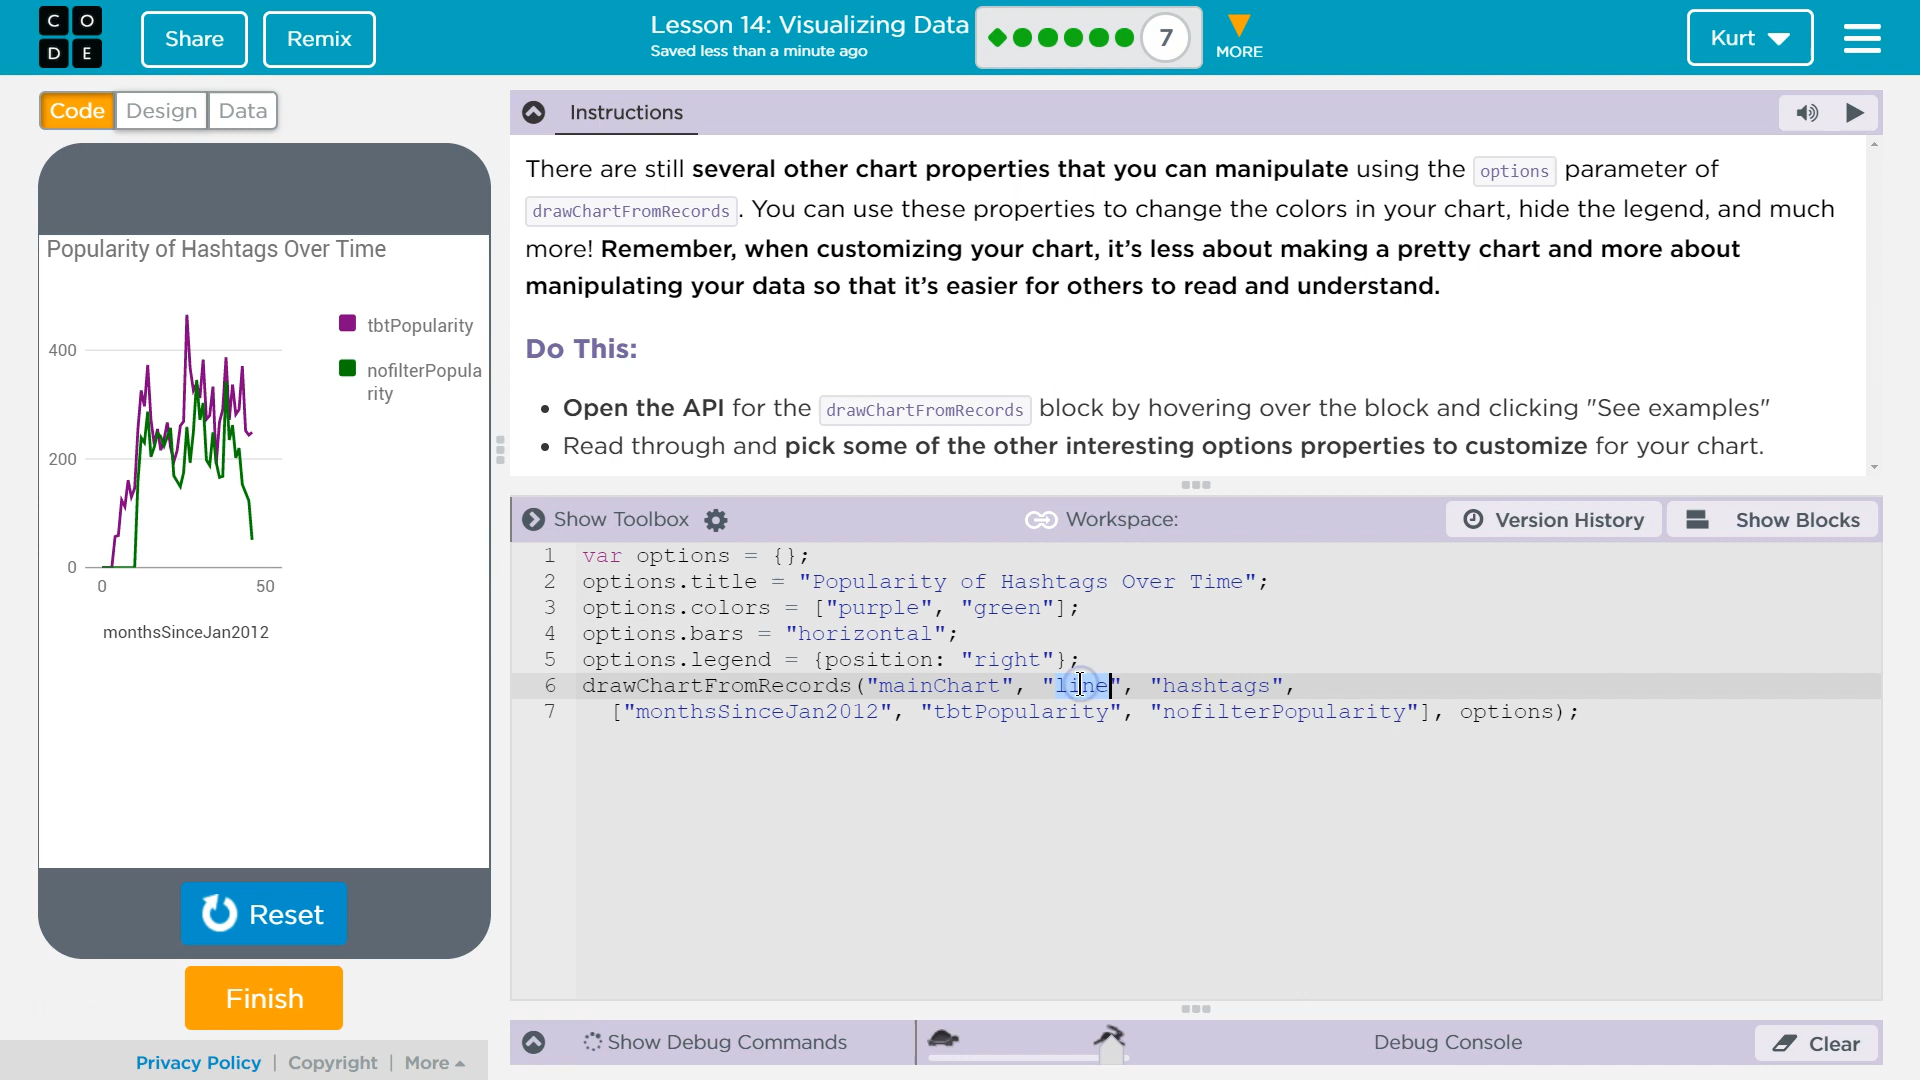 CODE
Share
Remix
Lesson 14: Visualizing Data
Saved less than a minute ago
7
MORE
Kurt
Code
Design
Data
Instructions
There are still several other chart properties that you can manipulate using the options parameter of
drawChartFromRecords. You can use these properties to change the colors in your chart, hide the legend, and much
more! Remember, when customizing your chart, it's less about making a pretty chart and more about
manipulating your data so that it's easier for others to read and understand.
Do This:
• Open the API for the drawChartFromRecords block by hovering over the block and clicking "See examples"
• Read through and pick some of the other interesting options properties to customize for your chart.
Popularity of Hashtags Over Time
tbtPopularity
nofilterPopula
rity
400
200
0
0
50
monthsSinceJan2012
Reset
Finish
Show Toolbox
Workspace:
Version History
Show Blocks
1 var options = {};
2 options.title = "Popularity of Hashtags Over Time";
3 options.colors = ["purple", "green"];
4 options.bars = "horizontal";
5 options.legend = {position: "right"};
6 drawChartFromRecords("mainChart", "line", "hashtags",
7 ["monthsSinceJan2012", "tbtPopularity", "nofilterPopularity"], options);
Show Debug Commands
Debug Console
Clear
Privacy Policy | Copyright | More